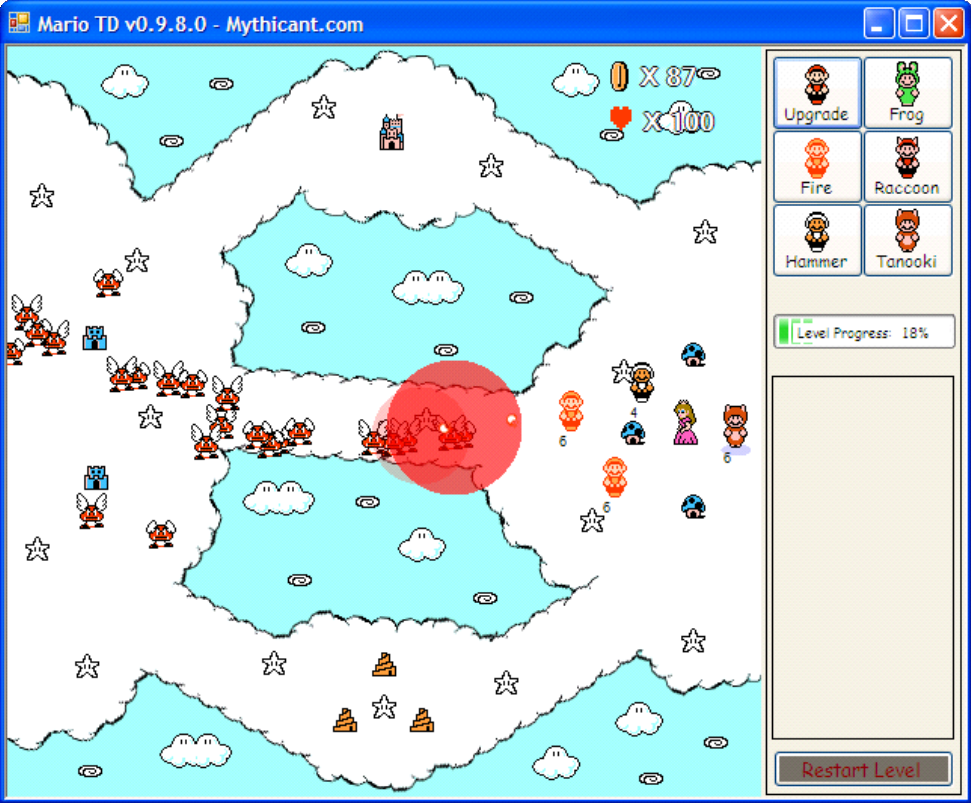 Mario TD v0.9.8.0 - Mythicant.com
X 87
X 100
Upgrade
Frog
Fire
Raccoon
Hammer
Tanooki
Level Progress: 18%
4
6
6
6
Restart Level